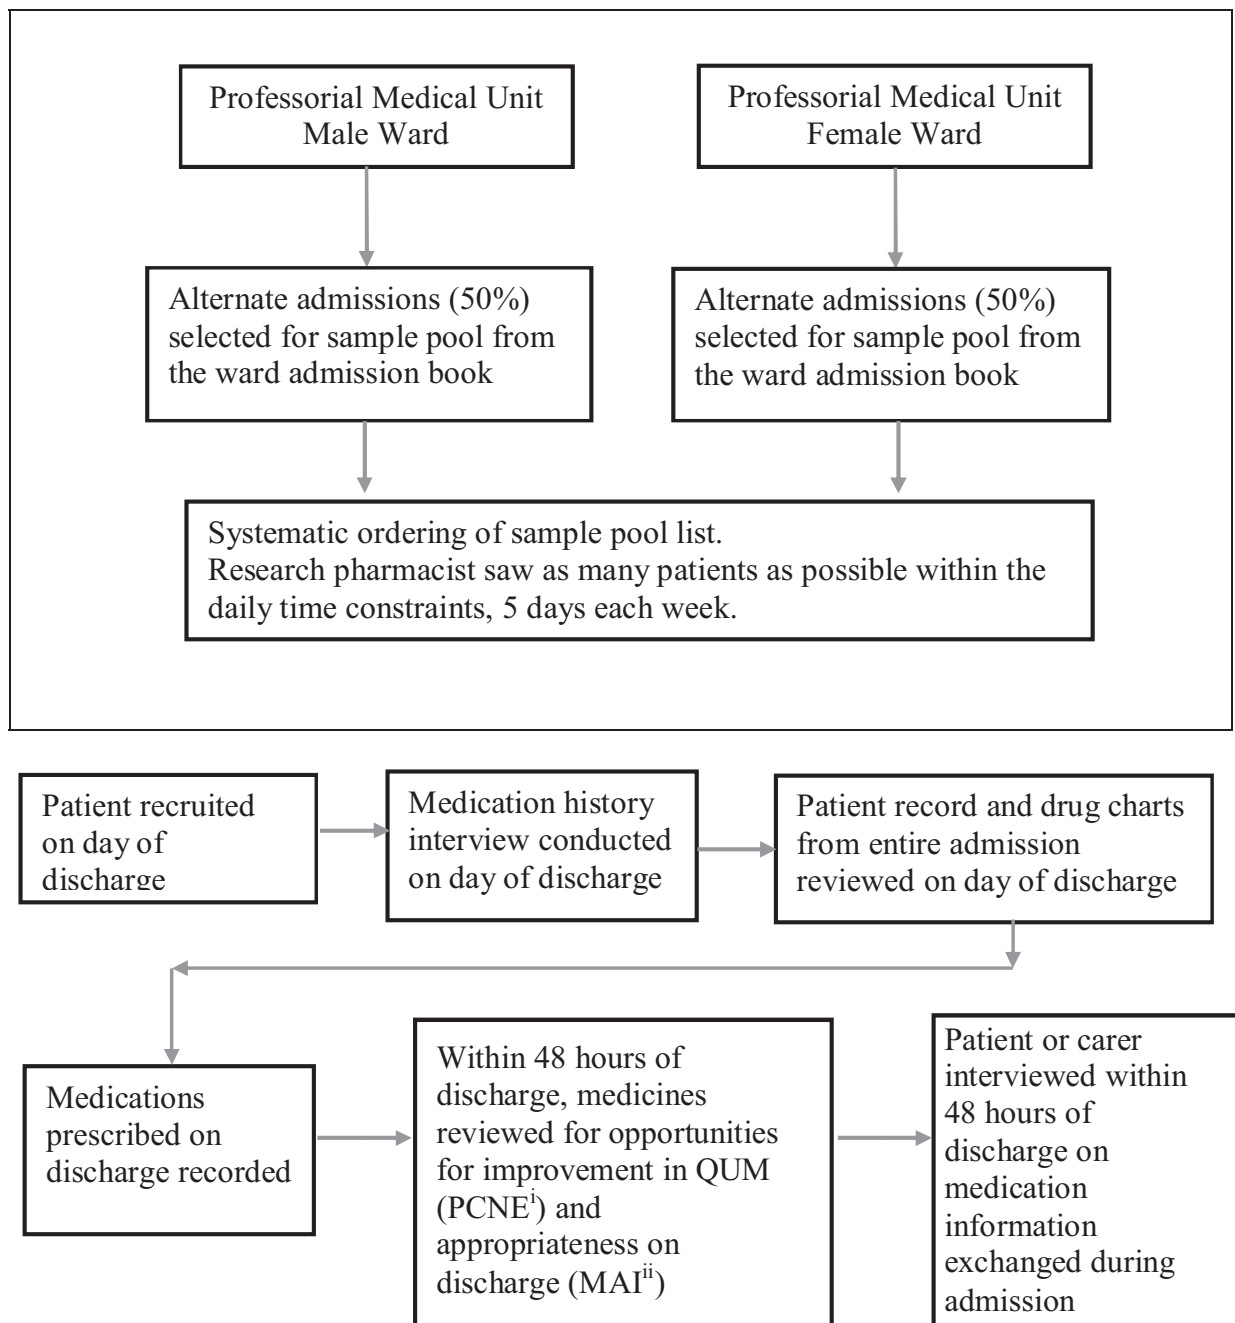 Professorial Medical Unit
Male Ward
Professorial Medical Unit
Female Ward
Alternate admissions (50%)
selected for sample pool from
the ward admission book
Alternate admissions (50%)
selected for sample pool from
the ward admission book
Systematic ordering of sample pool list.
Research pharmacist saw as many patients as possible within the
daily time constraints, 5 days each week.
Patient recruited
on day of
discharge
Medication history
interview conducted
on day of discharge
Patient record and drug charts
from entire admission
reviewed on day of discharge
Medications
prescribed on
discharge recorded
Within 48 hours of
discharge, medicines
reviewed for opportunities
for improvement in QUM
(PCNEⁱ) and
appropriateness on
discharge (MAIⁱⁱ)
Patient or carer
interviewed within
48 hours of
discharge on
medication
information
exchanged during
admission